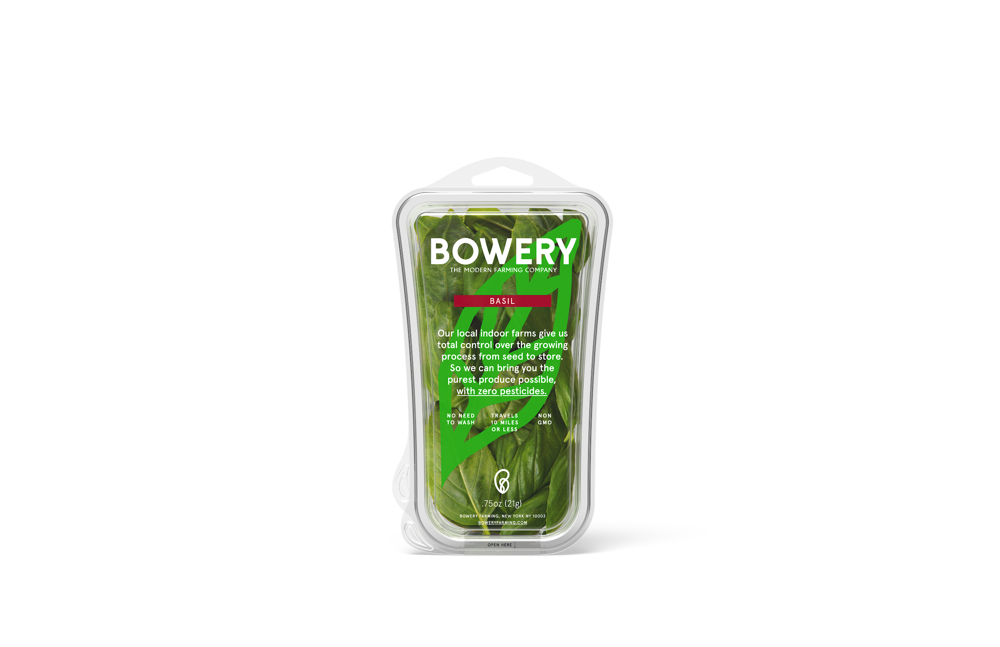 BOWERY
THE MODERN FARMING COMPANY
BASIL
Our local indoor farms give us
total control over the growing
process from seed to store.
So we can bring you the
purest produce possible,
with zero pesticides.
NO NEED
TO WASH
TRAVELS
10 MILES
OR LESS
NON
GMO
.75oz (21g)
BOWERY FARMING, NEW YORK NY 10003
BOWERYFARMING.COM
OPEN HERE